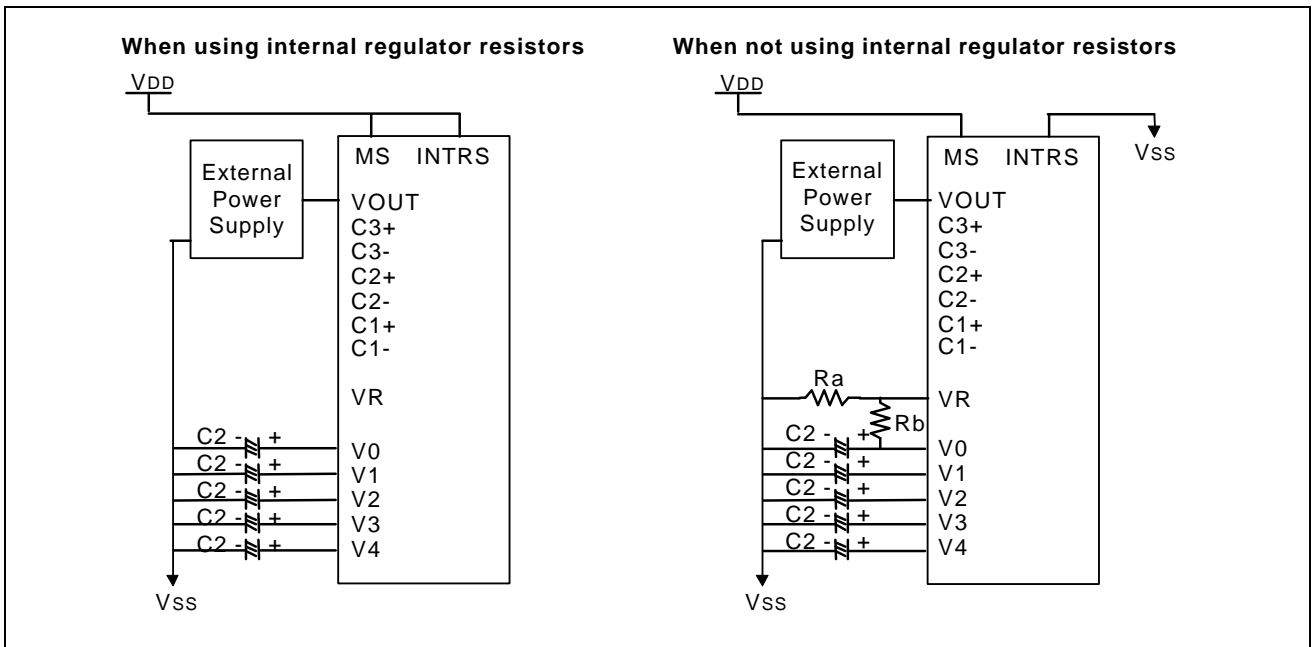 When using internal regulator resistors
VDD
MS INTRS
External
Power
Supply
VOUT
C3+
C3-
C2+
C2-
C1+
C1-
VR
C2 - + V0
C2 - + V1
C2 - + V2
C2 - + V3
C2 - + V4
Vss
When not using internal regulator resistors
VDD
MS INTRS
Vss
External
Power
Supply
VOUT
C3+
C3-
C2+
C2-
C1+
C1-
Ra
VR
Rb
C2 - + V0
C2 - + V1
C2 - + V2
C2 - + V3
C2 - + V4
Vss